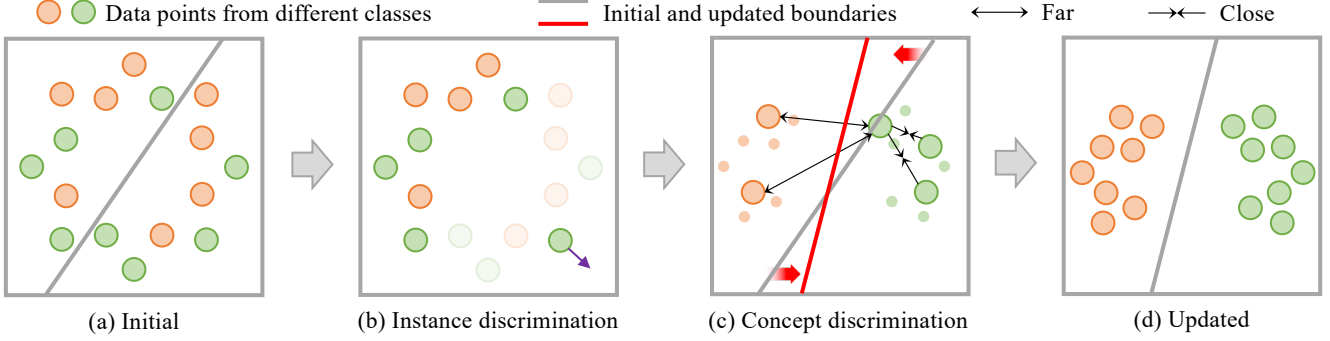 Data points from different classes
Initial and updated boundaries
Far
Close
(a) Initial
(b) Instance discrimination
(c) Concept discrimination
(d) Updated